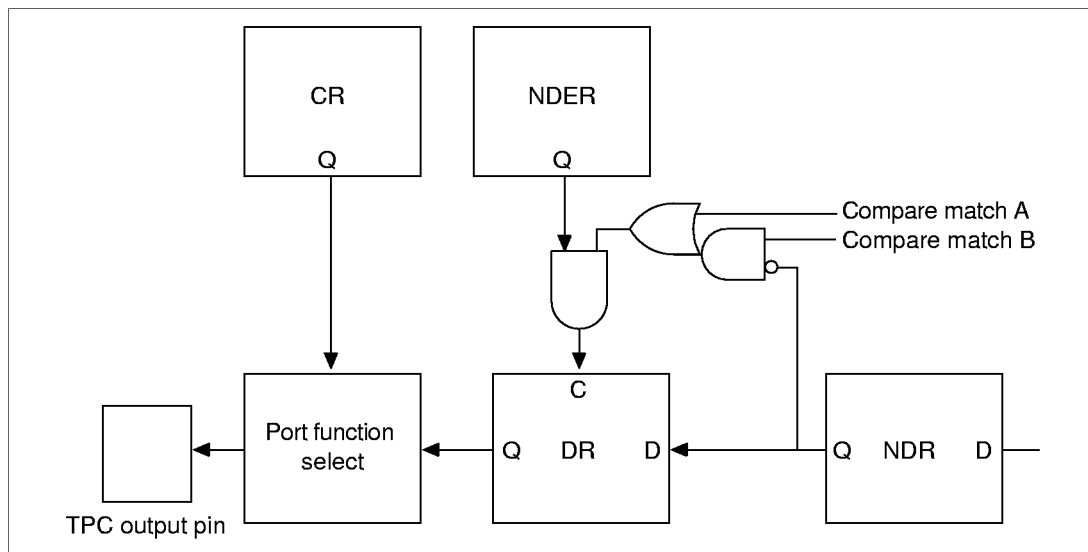 CR
NDER
Q
Q
Compare match A
Compare match B
C
Port function
select
Q
DR
D
Q
NDR
D
TPC output pin